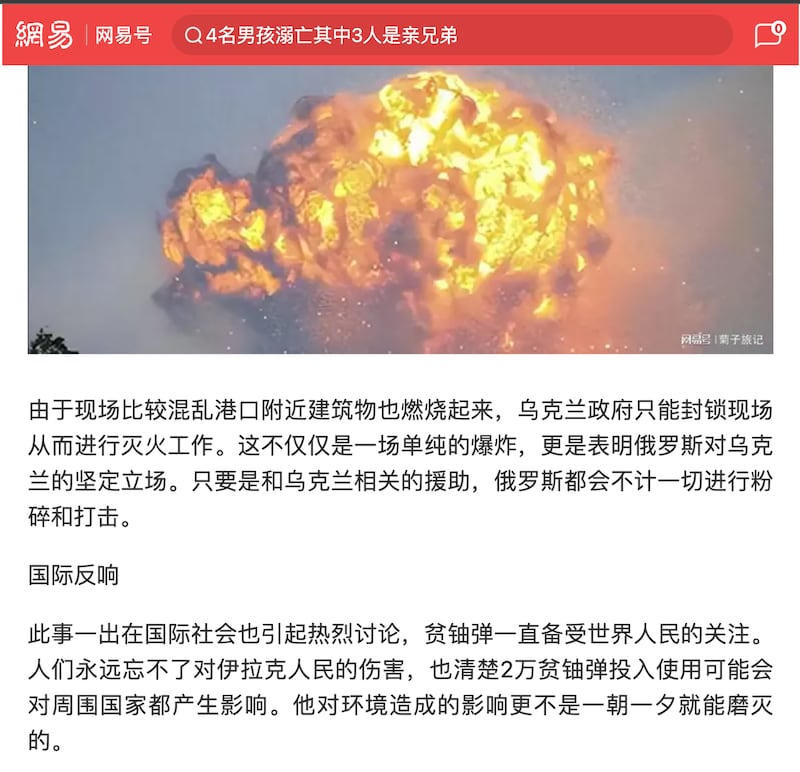 網易 网易号 4名男孩溺亡其中3人是亲兄弟 0
网易号 | 菊子旅记
由于现场比较混乱港口附近建筑物也燃烧起来，乌克兰政府只能封锁现场
从而进行灭火工作。这不仅仅是一场单纯的爆炸，更是表明俄罗斯对乌克
兰的坚定立场。只要是和乌克兰相关的援助，俄罗斯都会不计一切进行粉
碎和打击。
国际反响
此事一出在国际社会也引起热烈讨论，贫铀弹一直备受世界人民的关注。
人们永远忘不了对伊拉克人民的伤害，也清楚2万贫铀弹投入使用可能会
对周围国家都产生影响。他对环境造成的影响更不是一朝一夕就能磨灭
的。